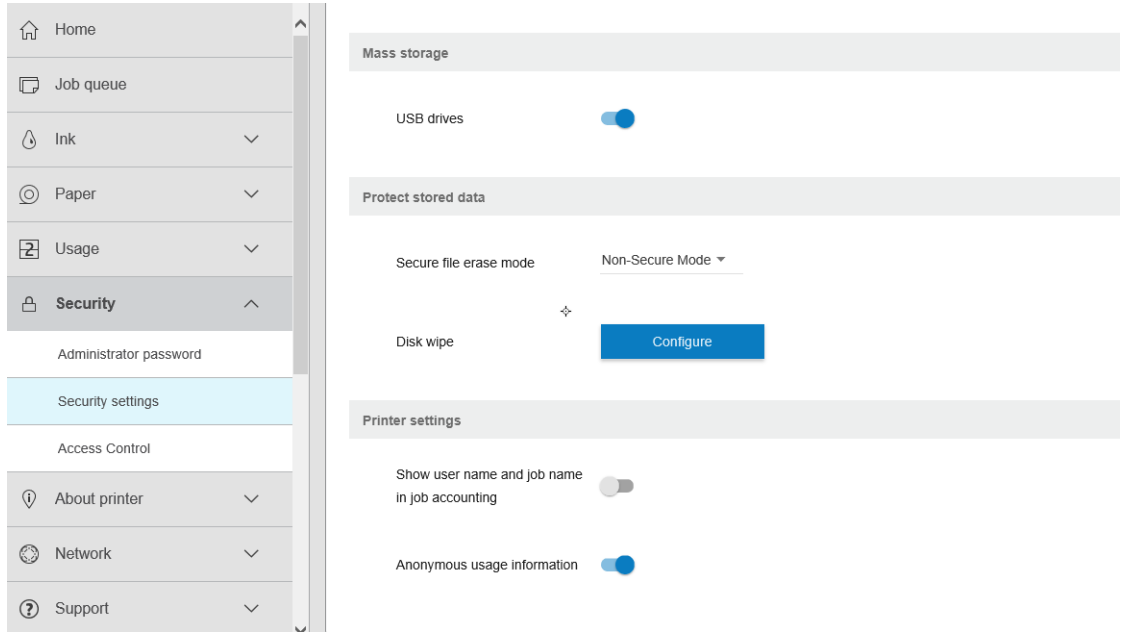 Home
Job queue
Ink
Paper
Usage
Security
Administrator password
Security settings
Access Control
About printer
Network
Support
Mass storage
USB drives
Protect stored data
Secure file erase mode
Non-Secure Mode
Disk wipe
Configure
Printer settings
Show user name and job name
in job accounting
Anonymous usage information